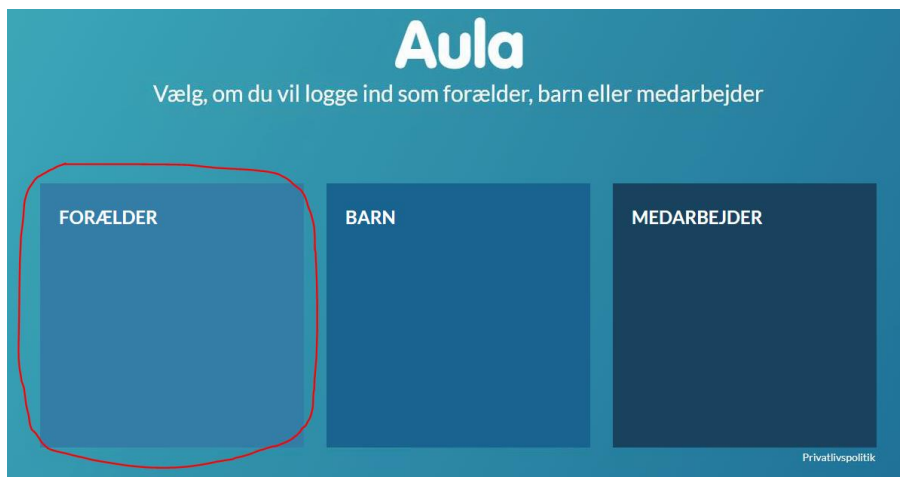 Aula
Vælg, om du vil logge ind som forælder, barn eller medarbejder
FORÆLDER
BARN
MEDARBEJDER
Privatlivspolitik